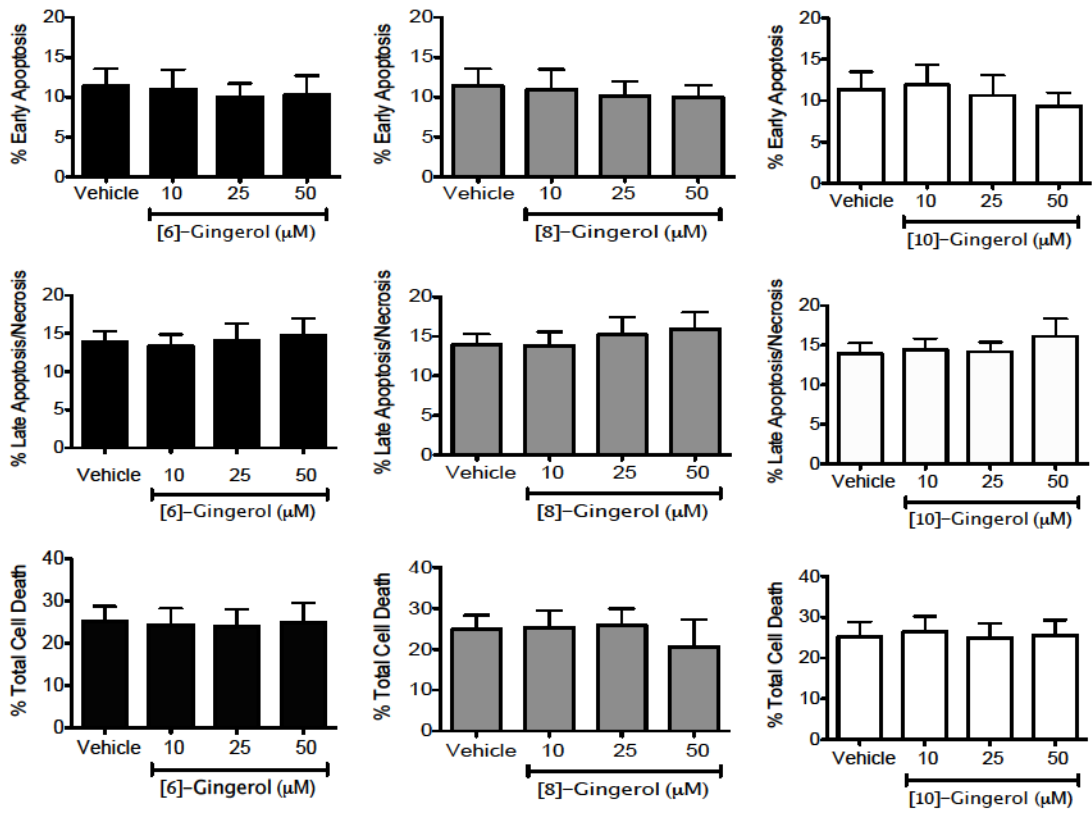 % Early Apoptosis
20
15
10
5
0
Vehicle 10 25 50
[6]-Gingerol (μM)
% Early Apoptosis
20
15
10
5
0
Vehicle 10 25 50
[8]-Gingerol (μM)
% Early Apoptosis
20
15
10
5
0
Vehicle 10 25 50
[10]-Gingerol (μM)
% Late Apoptosis/Necrosis
20
15
10
5
0
Vehicle 10 25 50
[6]-Gingerol (μM)
% Late Apoptosis/Necrosis
20
15
10
5
0
Vehicle 10 25 50
[8]-Gingerol (μM)
% Late Apoptosis/Necrosis
20
15
10
5
0
Vehicle 10 25 50
[10]-Gingerol (μM)
% Total Cell Death
40
30
20
10
0
Vehicle 10 25 50
[6]-Gingerol (μM)
% Total Cell Death
40
30
20
10
0
Vehicle 10 25 50
[8]-Gingerol (μM)
% Total Cell Death
40
30
20
10
0
Vehicle 10 25 50
[10]-Gingerol (μM)